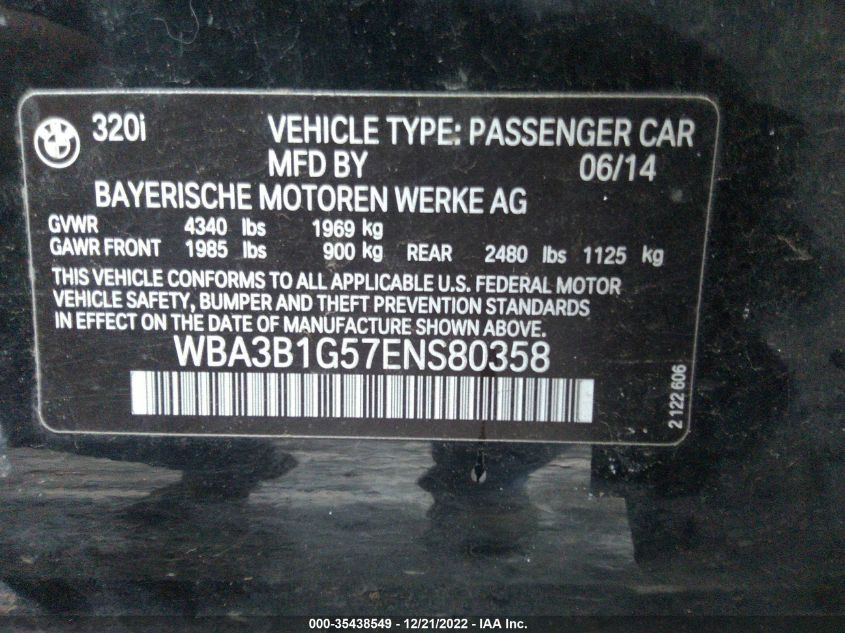 320i VEHICLE TYPE: PASSENGER CAR
MFD BY 06/14
BAYERISCHE MOTOREN WERKE AG
GVWR 4340 lbs 1969 kg
GAWR FRONT 1985 lbs 900 kg REAR 2480 lbs 1125 kg
THIS VEHICLE CONFORMS TO ALL APPLICABLE U.S. FEDERAL MOTOR
VEHICLE SAFETY, BUMPER AND THEFT PREVENTION STANDARDS
IN EFFECT ON THE DATE OF MANUFACTURE SHOWN ABOVE.
WBA3B1G57ENS80358
2 122 606
000-35438549 - 12/21/2022 - IAA Inc.